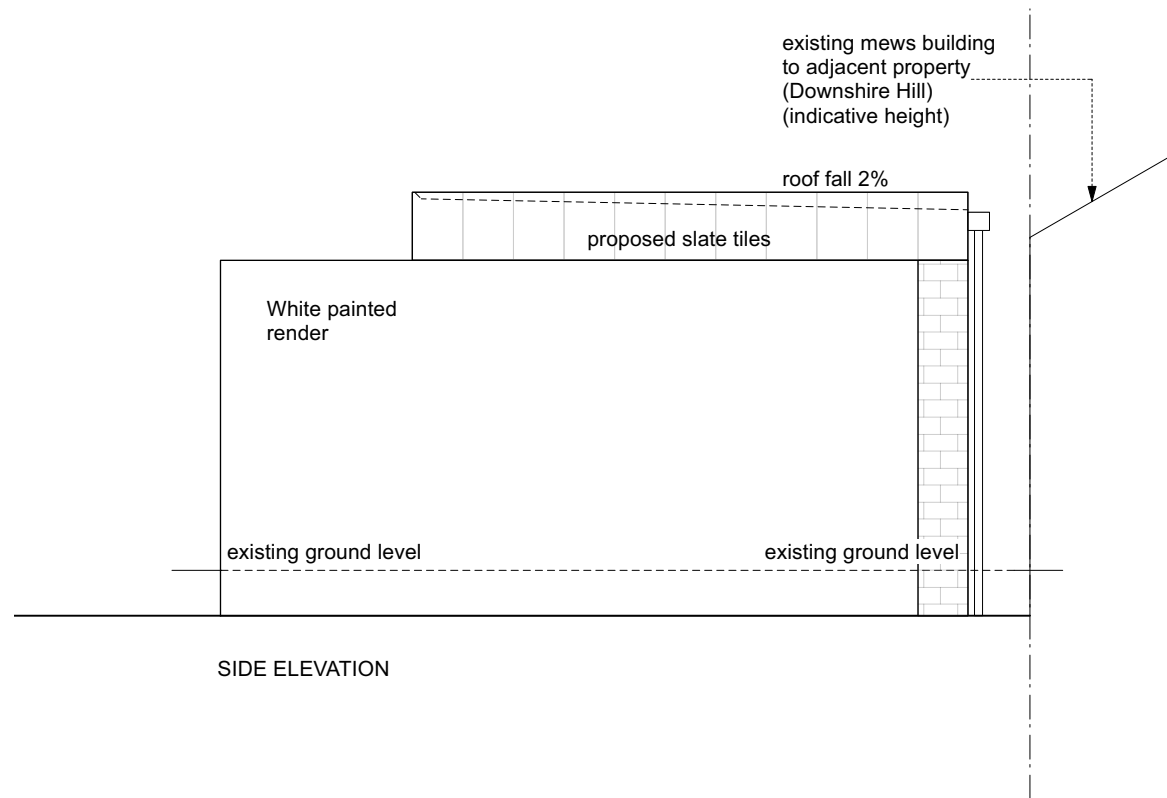 existing mews building
to adjacent property
(Downshire Hill)
(indicative height)
roof fall 2%
proposed slate tiles
White painted
render
existing ground level
existing ground level
SIDE ELEVATION